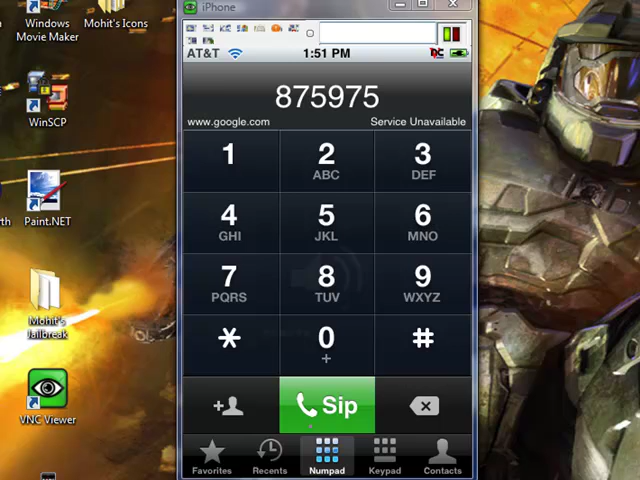 iPhone
Windows
Movie Maker
Mohit's Icons
AT&T
1:51 PM
875975
www.google.com
Service Unavailable
WinSCP
1
2
ABC
3
DEF
Paint.NET
4
GHI
5
JKL
6
MNO
7
PQRS
8
TUV
9
WXYZ
Mohit's
Jailbreak
*
0
+
#
Sip
VNC Viewer
Favorites
Recents
Numpad
Keypad
Contacts